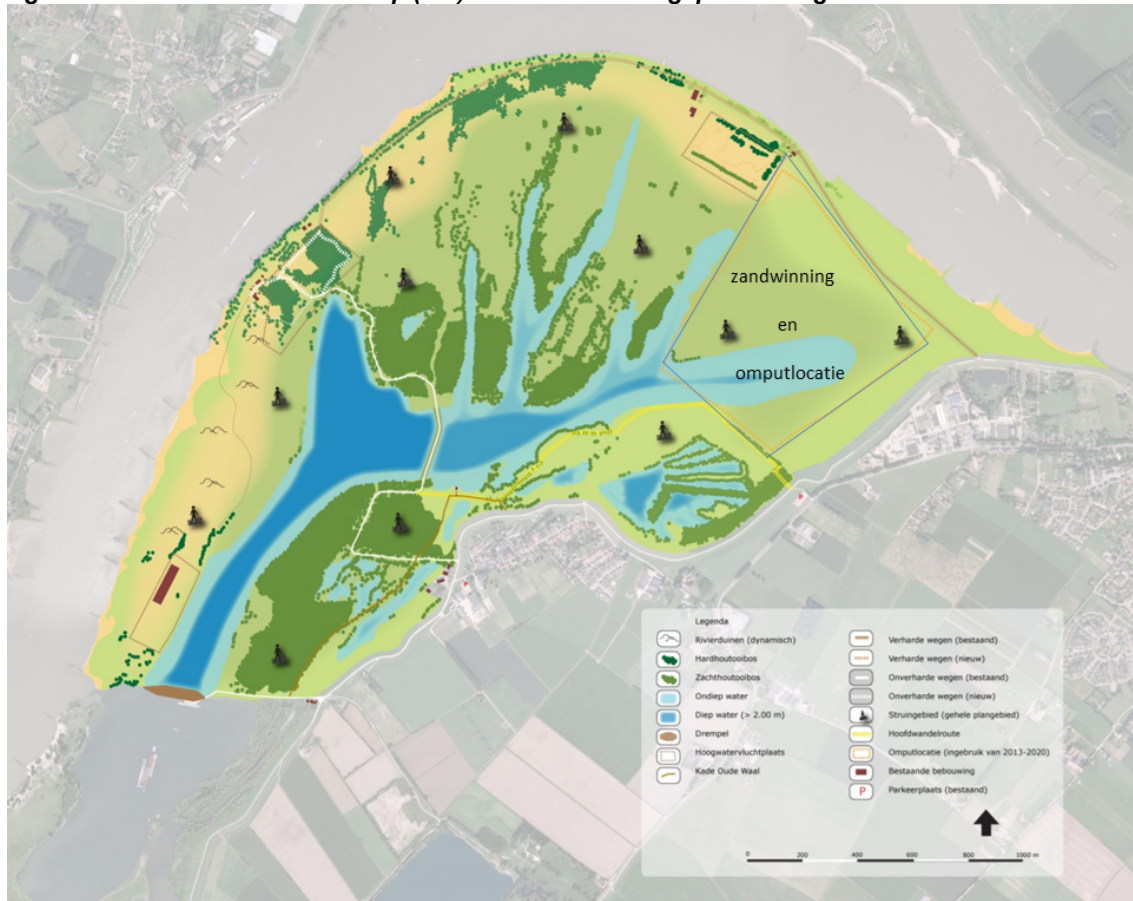 zandwinning
en
omputlocatie
Legenda
Rivierduinen (dynamisch)
Hardhoutooibos
Zachthoutooibos
Ondiep water
Diep water (> 2.00 m)
Drempel
Hoogwatervluchtplaats
Kade Oude Waal
Verharde wegen (bestaand)
Verharde wegen (nieuw)
Onverharde wegen (bestaand)
Onverharde wegen (nieuw)
Struingebied (gehele plangebied)
Hoofdwandelroute
Omputlocatie (ingebruik van 2013-2020)
Bestaande bebouwing
P Parkeerplaats (bestaand)
0 200 400 600 800 1000 m